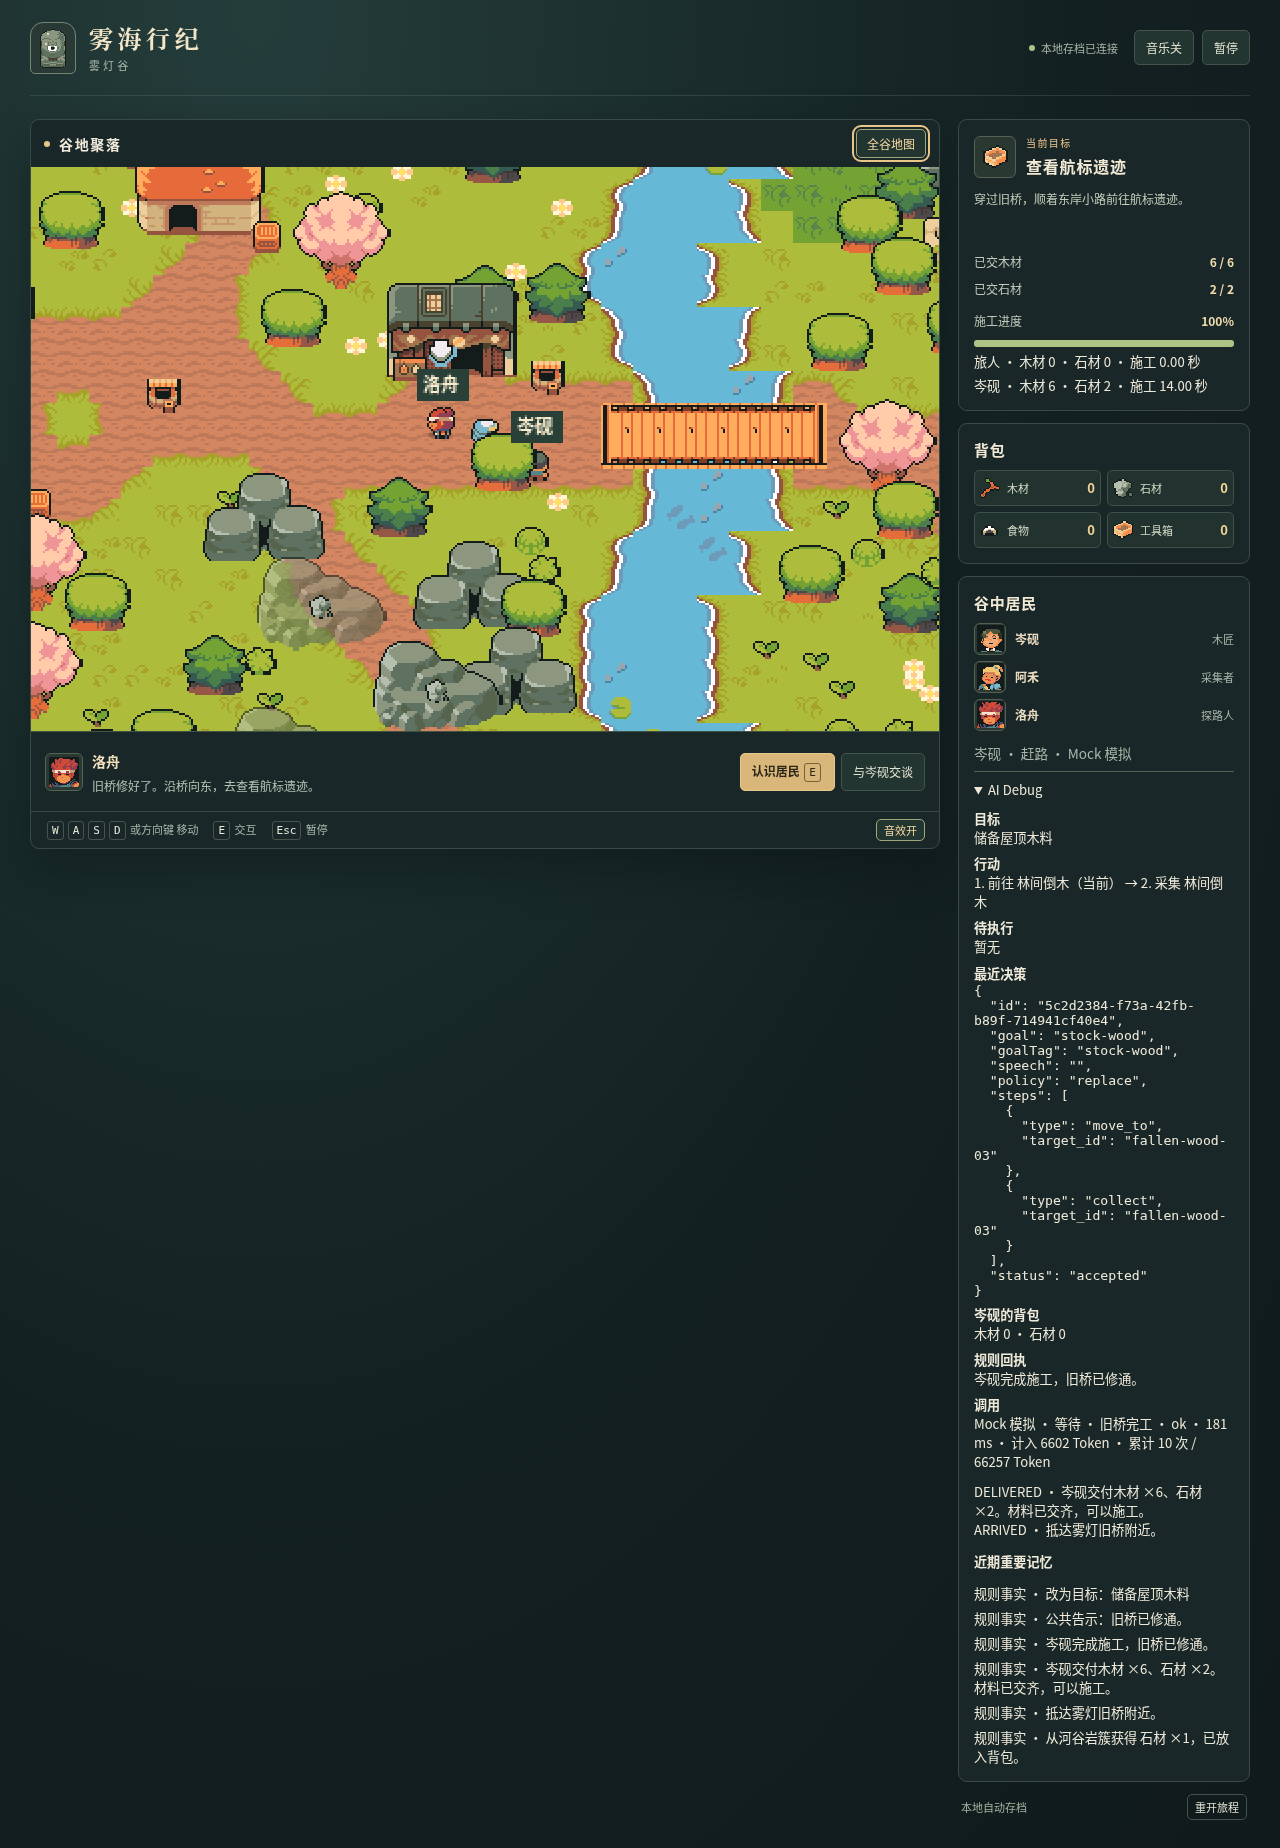 雾海行纪
雾灯谷
本地存档已连接
音乐关
暂停
谷地聚落
全谷地图
洛舟
岑砚
洛舟
旧桥修好了。沿桥向东，去查看航标遗迹。
认识居民 E
与岑砚交谈
W A S D 或方向键 移动 E 交互 Esc 暂停
音效开
当前目标
查看航标遗迹
穿过旧桥，顺着东岸小路前往航标遗迹。
已交木材 6 / 6
已交石材 2 / 2
施工进度 100%
旅人 · 木材 0 · 石材 0 · 施工 0.00 秒
岑砚 · 木材 6 · 石材 2 · 施工 14.00 秒
背包
木材 0 石材 0
食物 0 工具箱 0
谷中居民
岑砚 木匠
阿禾 采集者
洛舟 探路人
岑砚 · 赶路 · Mock 模拟
▼ AI Debug
目标
储备屋顶木料
行动
1. 前往 林间倒木（当前） → 2. 采集 林间倒
木
待执行
暂无
最近决策
{
"id": "5c2d2384-f73a-42fb-
b89f-714941cf40e4",
"goal": "stock-wood",
"goalTag": "stock-wood",
"speech": "",
"policy": "replace",
"steps": [
{
"type": "move_to",
"target_id": "fallen-wood-
03"
},
{
"type": "collect",
"target_id": "fallen-wood-
03"
}
],
"status": "accepted"
}
岑砚的背包
木材 0 · 石材 0
规则回执
岑砚完成施工，旧桥已修通。
调用
Mock 模拟 · 等待 · 旧桥完工 · ok · 181
ms · 计入 6602 Token · 累计 10 次 /
66257 Token
DELIVERED · 岑砚交付木材 ×6、石材
×2。材料已交齐，可以施工。
ARRIVED · 抵达雾灯旧桥附近。
近期重要记忆
规则事实 · 改为目标：储备屋顶木料
规则事实 · 公共告示：旧桥已修通。
规则事实 · 岑砚完成施工，旧桥已修通。
规则事实 · 岑砚交付木材 ×6、石材 ×2。
材料已交齐，可以施工。
规则事实 · 抵达雾灯旧桥附近。
规则事实 · 从河谷岩簇获得 石材 ×1，已放
入背包。
本地自动存档
重开旅程